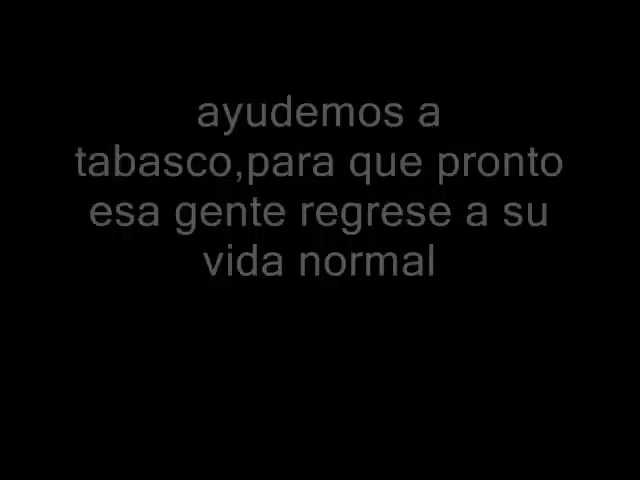 ayudemos a
tabasco,para que pronto
esa gente regrese a su
vida normal